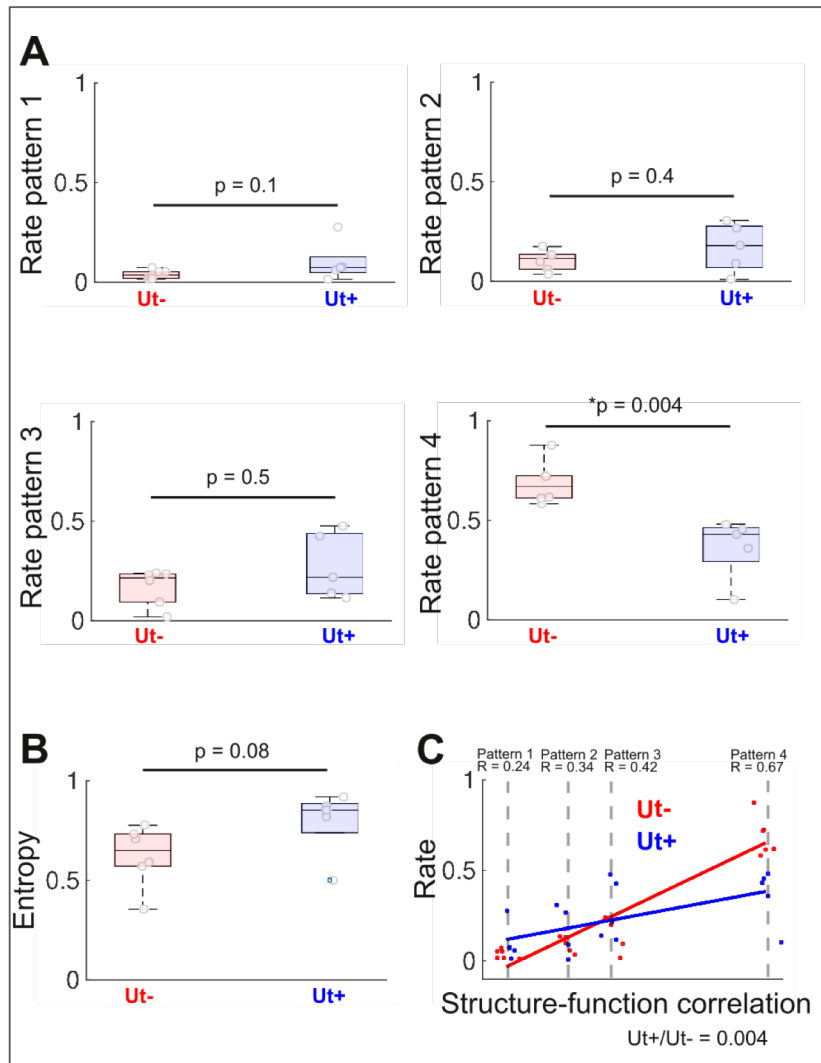 A
Rate pattern 1
1
0.5
0
p = 0.1
Ut-
Ut+
Rate pattern 2
1
0.5
0
p = 0.4
Ut-
Ut+
Rate pattern 3
1
0.5
0
p = 0.5
Ut-
Ut+
Rate pattern 4
1
0.5
0
*p = 0.004
Ut-
Ut+
B
Entropy
1
0.5
0
p = 0.08
Ut-
Ut+
C
Pattern 1
R = 0.24
Pattern 2
R = 0.34
Pattern 3
R = 0.42
Pattern 4
R = 0.67
Ut-
Ut+
Rate
1
0.5
0
Structure-function correlation
Ut+/Ut- = 0.004